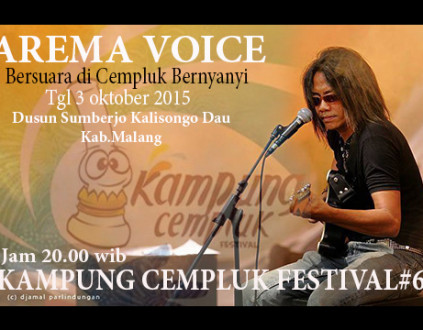 AREMA VOICE
Bersuara di Cempluk Bernyanyi
Tgl 3 oktober 2015
Dusun Sumberjo Kalisongo Dau
Kab.Malang
Kampung
cempluk
FESTIVAL
Jam 20.00 wib
KAMPUNG CEMPLUK FESTIVAL#6
(c) djamal parlindungan